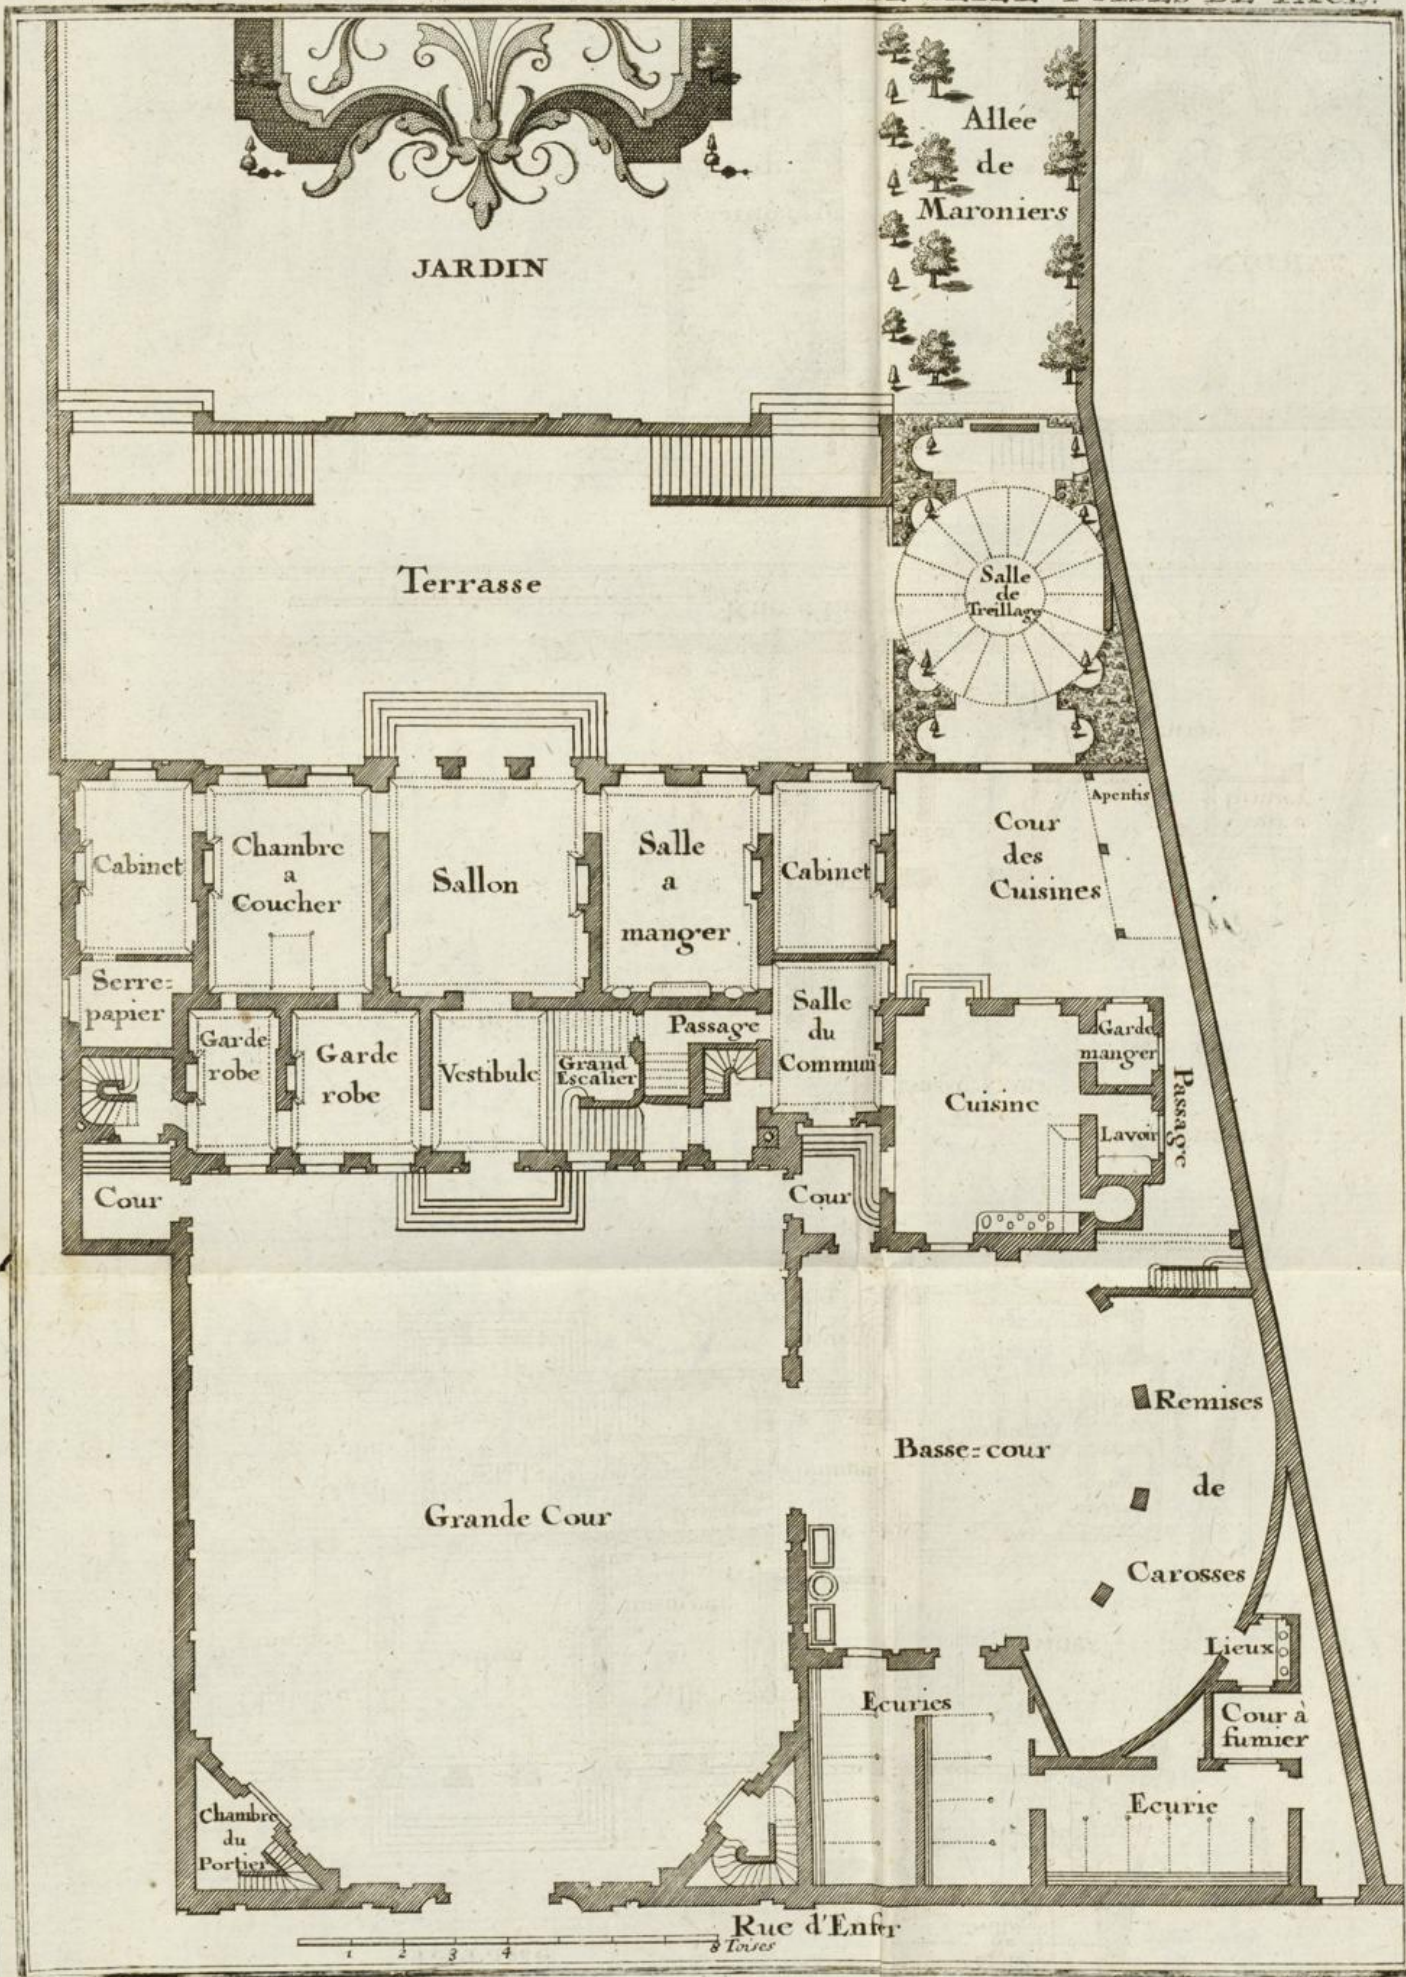 Allée
de
Maroniers
JARDIN
Terrasse
Salle
de
Treillage
Cabinet
Chambre
a
Coucher
Sallon
Salle
a
manger
Cabinet
Cour
des
Cuisines
Apentis
Serre=
papier
Garde
robe
Garde
robe
Vestibule
Grand
Escalier
Passage
Salle
du
Commun
Cuisine
Garde
manger
Lavoir
Passage
Cour
Cour
Grande Cour
Basse=cour
Remises
de
Carosses
Lieux
Ecuries
Cour à
fumier
Ecurie
Chambre
du
Portier
Rue d'Enfer
1 2 3 4 8 Toises